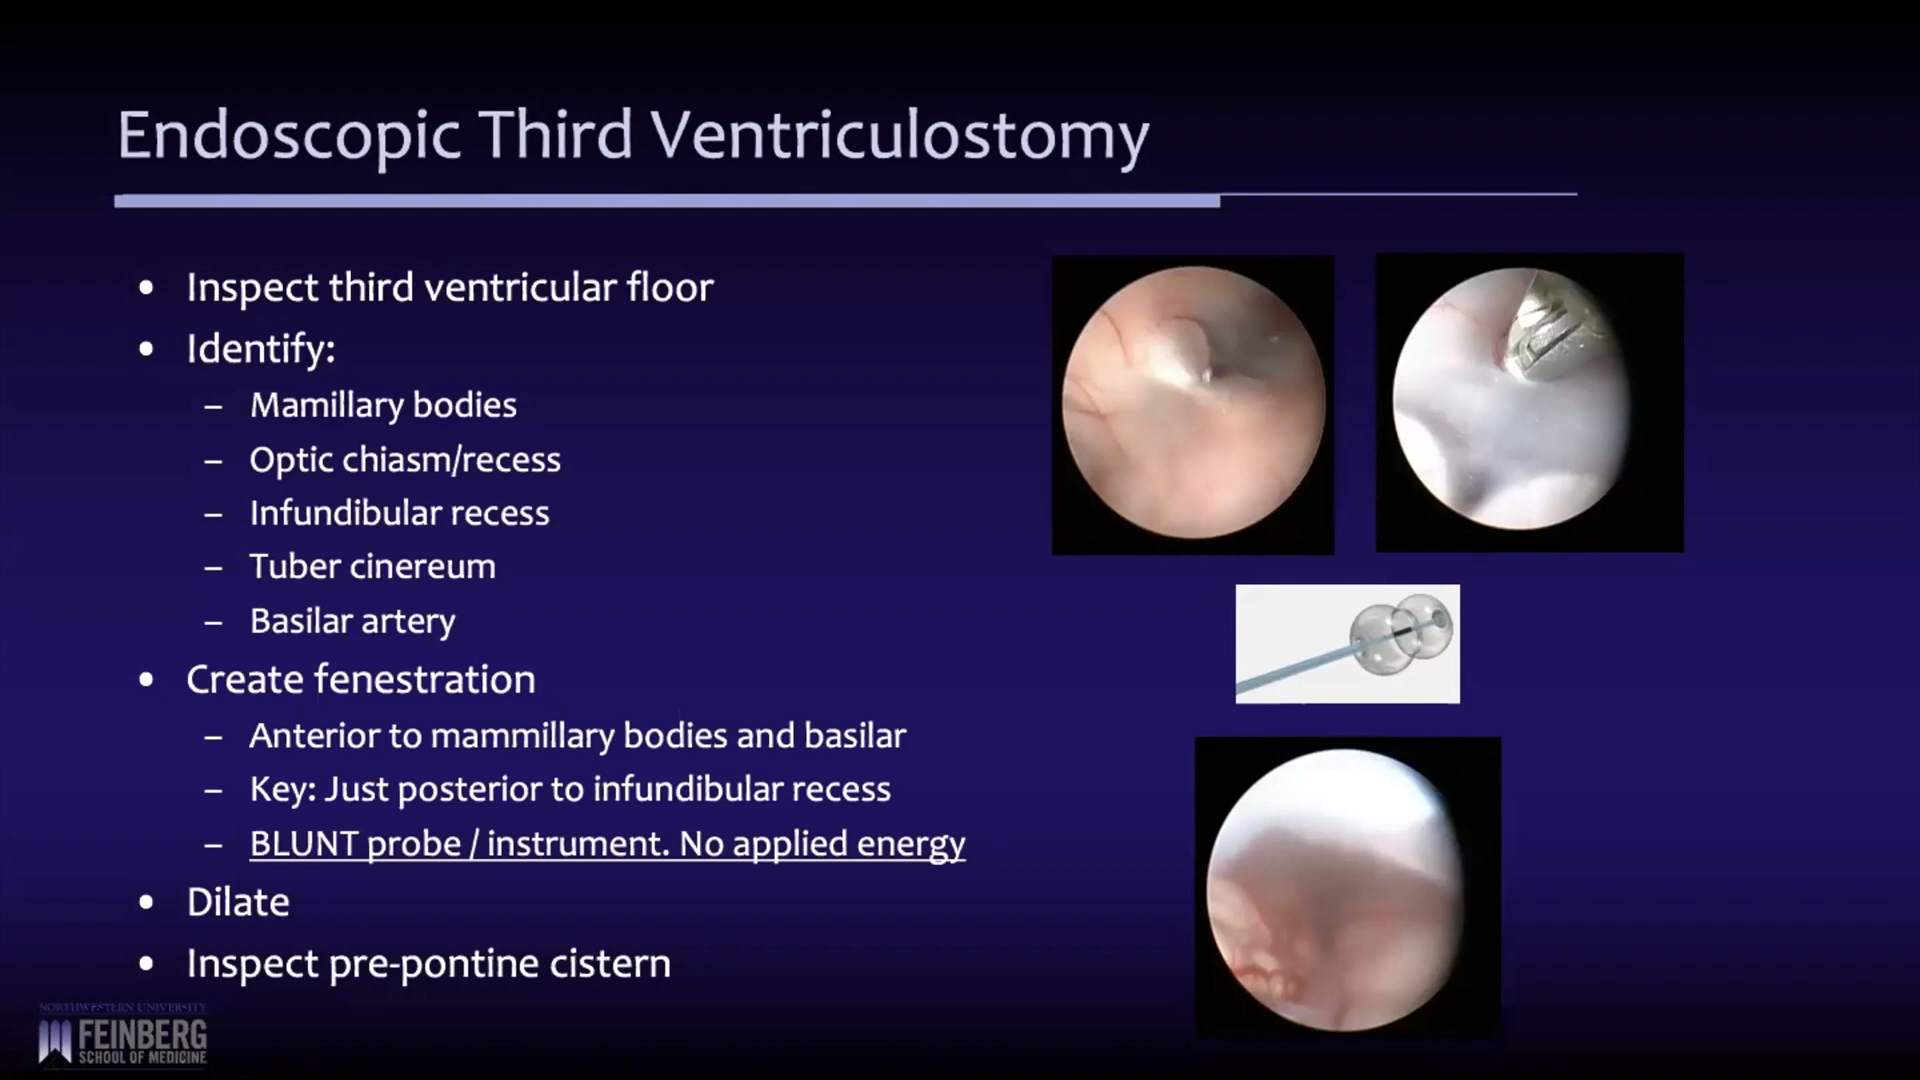 Endoscopic Third Ventriculostomy
• Inspect third ventricular floor
• Identify:
– Mamillary bodies
– Optic chiasm/recess
– Infundibular recess
– Tuber cinereum
– Basilar artery
• Create fenestration
– Anterior to mammillary bodies and basilar
– Key: Just posterior to infundibular recess
– BLUNT probe / instrument. No applied energy
• Dilate
• Inspect pre-pontine cistern
NORTHWESTERN UNIVERSITY
FEINBERG
SCHOOL OF MEDICINE